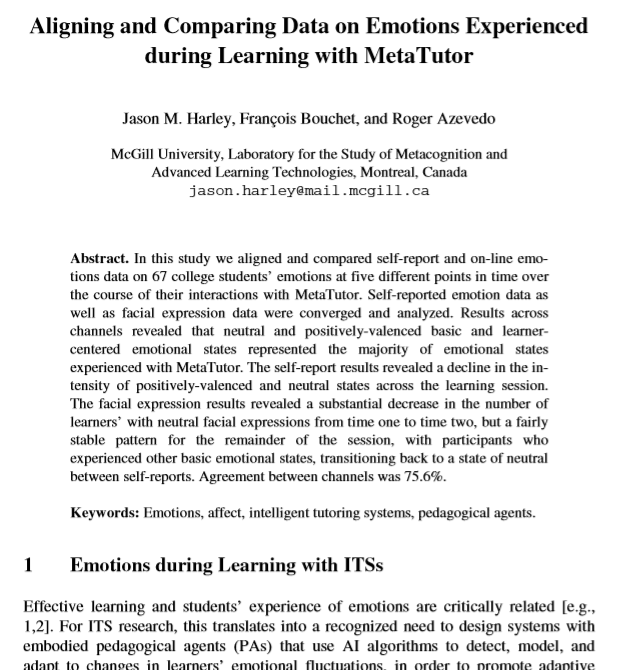 Aligning and Comparing Data on Emotions Experienced
during Learning with MetaTutor
Jason M. Harley, François Bouchet, and Roger Azevedo
McGill University, Laboratory for the Study of Metacognition and
Advanced Learning Technologies, Montreal, Canada
jason.harley@mail.mcgill.ca
Abstract. In this study we aligned and compared self-report and on-line emo-
tions data on 67 college students' emotions at five different points in time over
the course of their interactions with MetaTutor. Self-reported emotion data as
well as facial expression data were converged and analyzed. Results across
channels revealed that neutral and positively-valenced basic and learner-
centered emotional states represented the majority of emotional states
experienced with MetaTutor. The self-report results revealed a decline in the in-
tensity of positively-valenced and neutral states across the learning session.
The facial expression results revealed a substantial decrease in the number of
learners' with neutral facial expressions from time one to time two, but a fairly
stable pattern for the remainder of the session, with participants who
experienced other basic emotional states, transitioning back to a state of neutral
between self-reports. Agreement between channels was 75.6%.
Keywords: Emotions, affect, intelligent tutoring systems, pedagogical agents.
1 Emotions during Learning with ITSs
Effective learning and students' experience of emotions are critically related [e.g.,
1,2]. For ITS research, this translates into a recognized need to design systems with
embodied pedagogical agents (PAs) that use AI algorithms to detect, model, and
adapt to changes in learners' emotional fluctuations, in order to promote adaptive